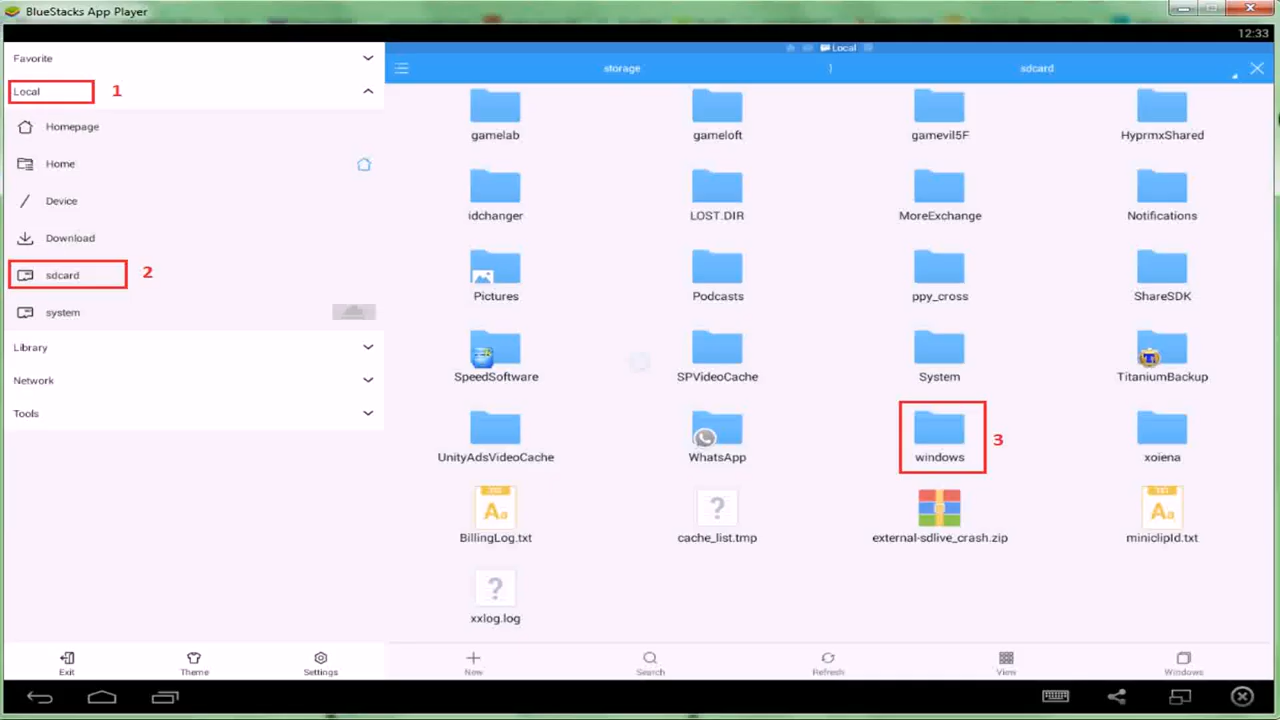 BlueStacks App Player
12:33
Favorite
Local
1
Homepage
Home
Device
Download
sdcard
2
system
Library
Network
Tools
Exit
Theme
Settings
Local
storage
sdcard
gamelab
gameloft
gamevil5F
HyprmxShared
idchanger
LOST.DIR
MoreExchange
Notifications
Pictures
Podcasts
ppy_cross
ShareSDK
SpeedSoftware
SPVideoCache
System
TitaniumBackup
UnityAdsVideoCache
WhatsApp
windows
3
xoiena
BillingLog.txt
cache_list.tmp
external-sdlive_crash.zip
miniclipId.txt
xxlog.log
New
Search
Refresh
View
Windows